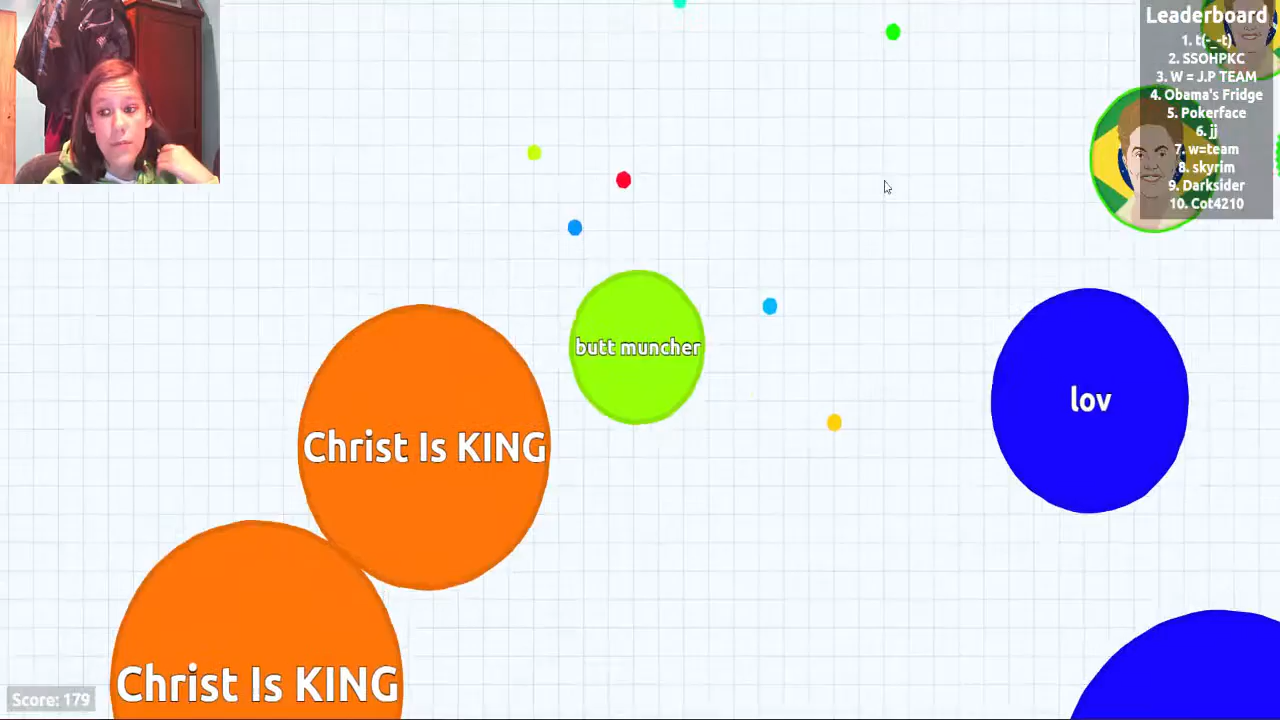 Leaderboard
1. t(-_-t)
2. SSOHPKC
3. W = J.P TEAM
4. Obama's Fridge
5. Pokerface
6. jj
7. w=team
8. skyrim
9. Darksider
10. Cot4210
butt muncher
lov
Christ Is KING
Christ Is KING
Score: 179